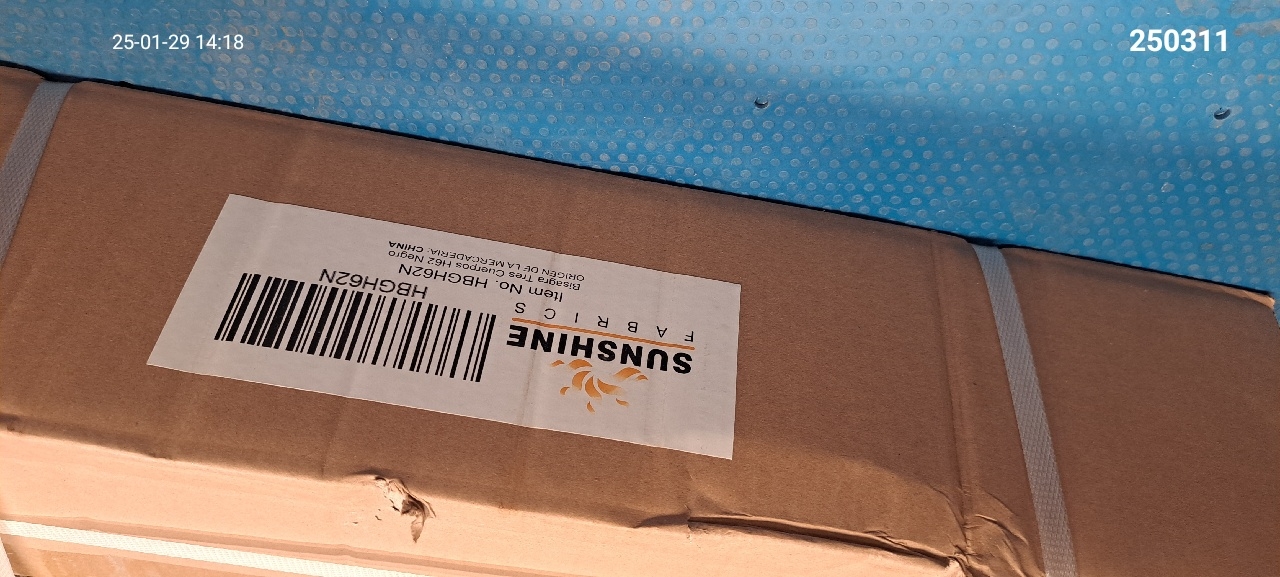 25-01-29 14:18
250311
SUNSHINE
FABRICS
Item No. HBGH62N
Bisagra Tres Cuerpos H62 Negro
ORIGEN DE LA MERCADERIA: CHINA
HBGH62N